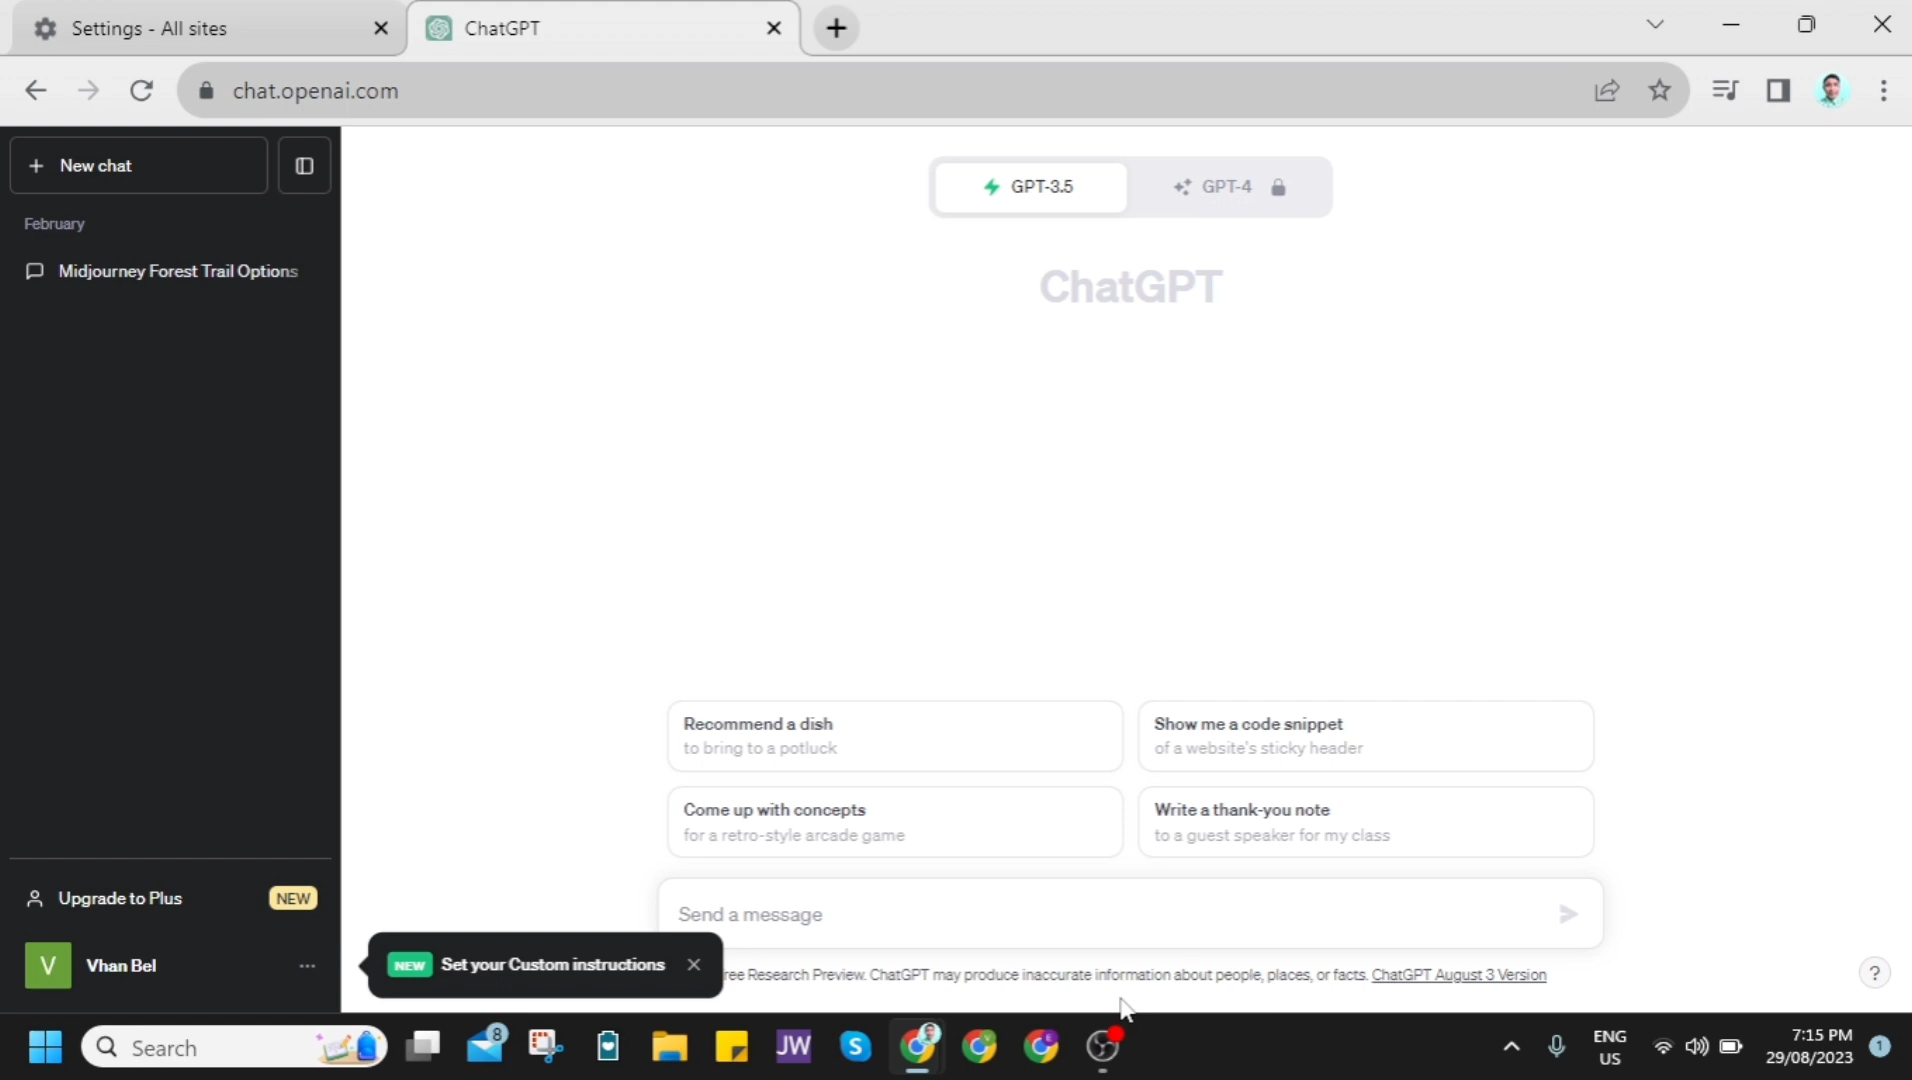 Settings - All sites
ChatGPT
chat.openai.com
New chat
February
Midjourney Forest Trail Options
Upgrade to Plus
NEW
V
Vhan Bel
GPT-3.5
GPT-4
ChatGPT
Recommend a dish
to bring to a potluck
Show me a code snippet
of a website's sticky header
Come up with concepts
for a retro-style arcade game
Write a thank-you note
to a guest speaker for my class
Send a message
NEW Set your Custom instructions
ree Research Preview. ChatGPT may produce inaccurate information about people, places, or facts. ChatGPT August 3 Version
?
Search
8
JW
S
V
E
ENG
US
7:15 PM
29/08/2023
1